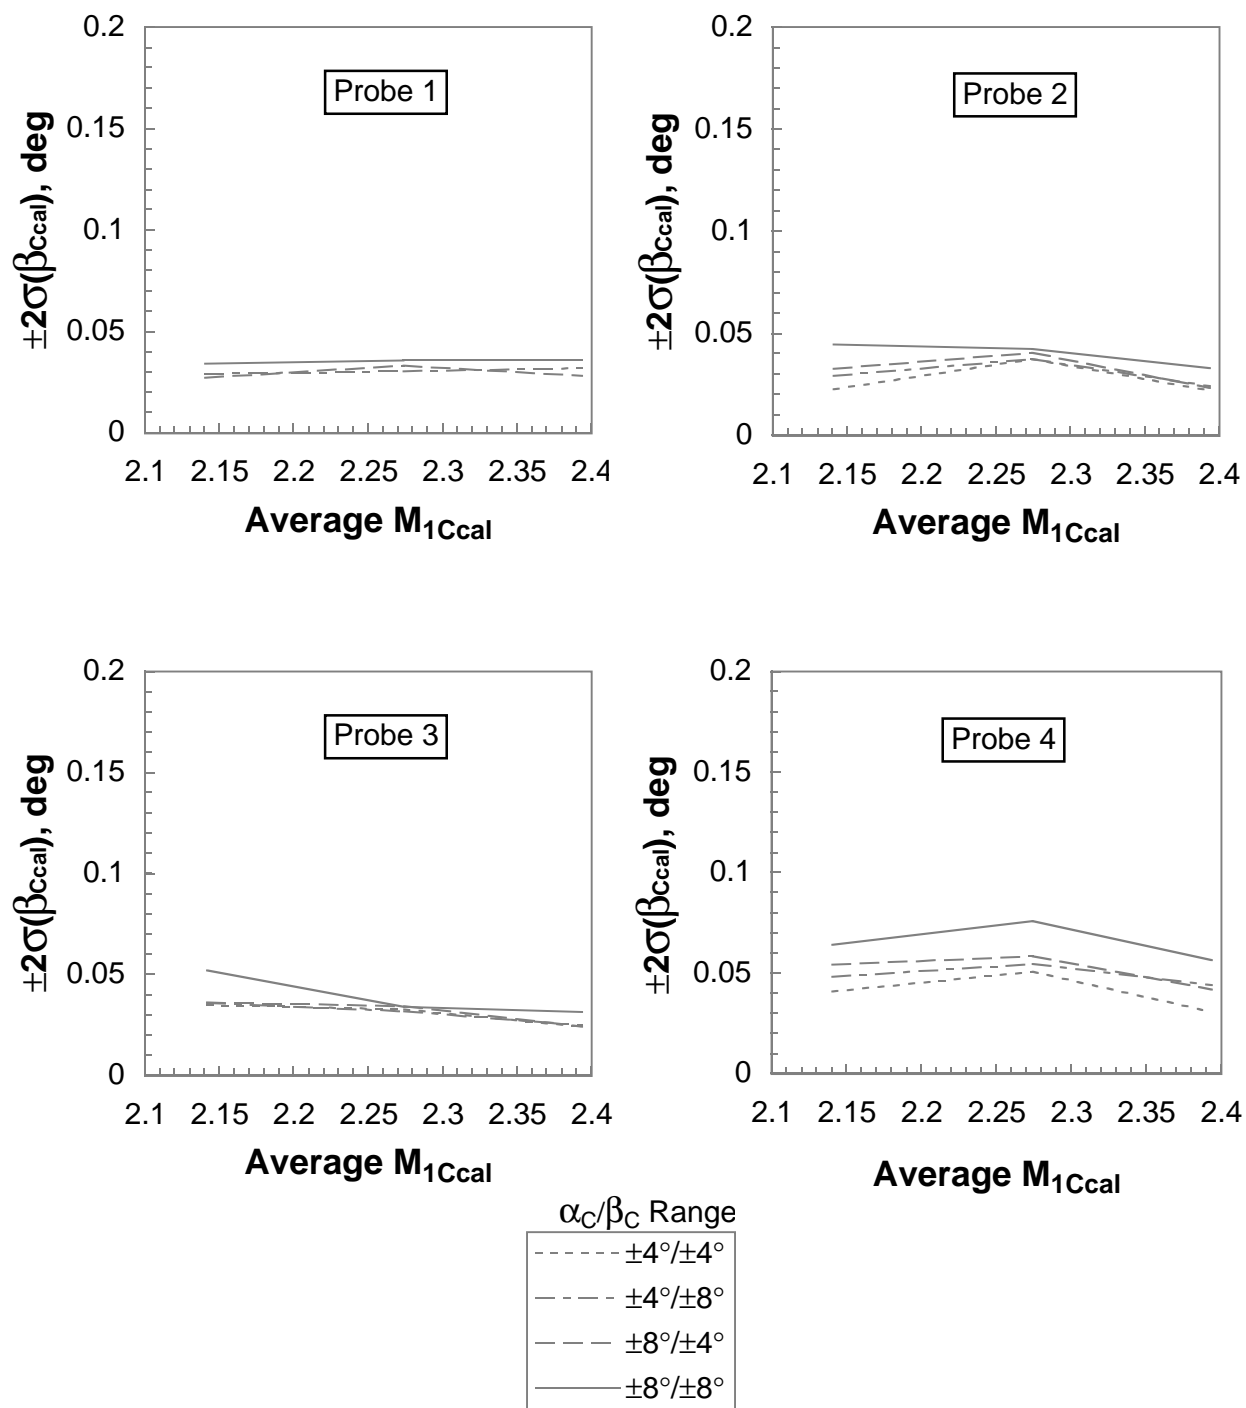 0.2
0.15
0.1
0.05
0
±2σ(βCcal), deg
Probe 1
2.1 2.15 2.2 2.25 2.3 2.35 2.4
Average M1Ccal
0.2
0.15
0.1
0.05
0
±2σ(βCcal), deg
Probe 2
2.1 2.15 2.2 2.25 2.3 2.35 2.4
Average M1Ccal
0.2
0.15
0.1
0.05
0
±2σ(βCcal), deg
Probe 3
2.1 2.15 2.2 2.25 2.3 2.35 2.4
Average M1Ccal
0.2
0.15
0.1
0.05
0
±2σ(βCcal), deg
Probe 4
2.1 2.15 2.2 2.25 2.3 2.35 2.4
Average M1Ccal
αC/βC Range
±4°/±4°
±4°/±8°
±8°/±4°
±8°/±8°